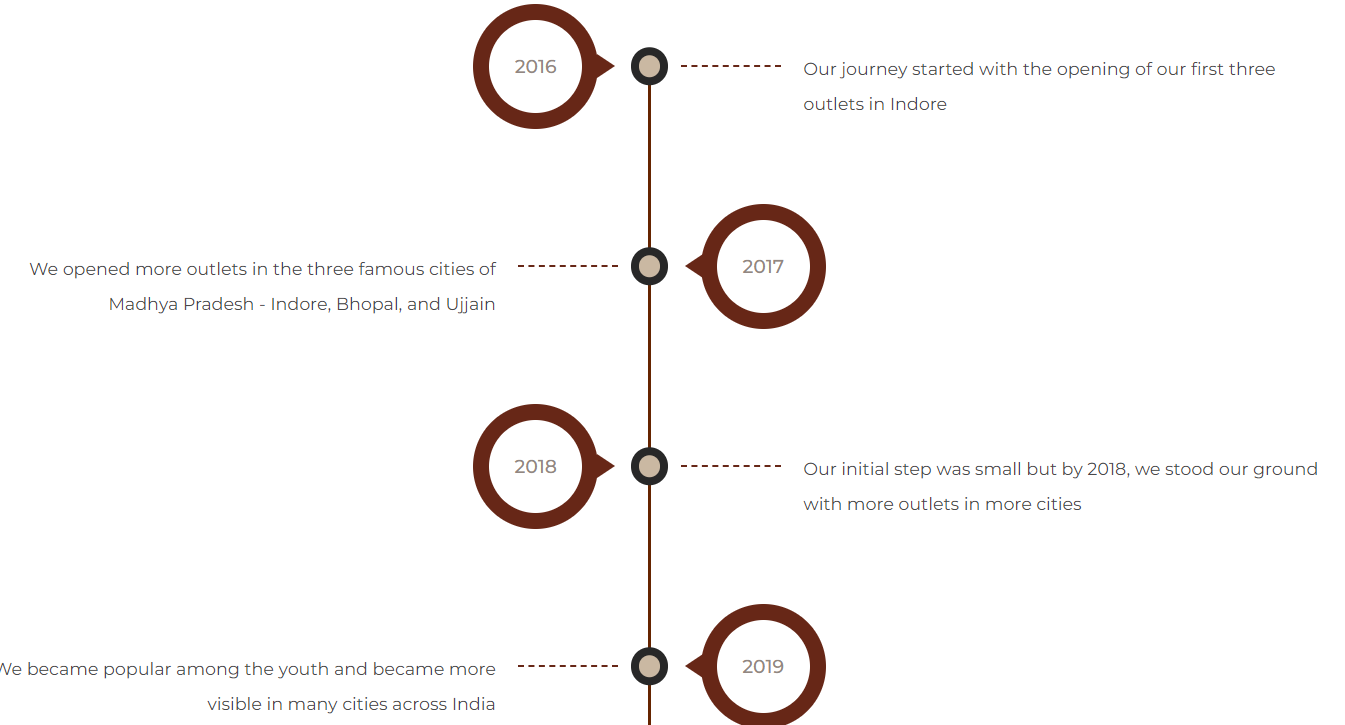 2016
Our journey started with the opening of our first three
outlets in Indore
We opened more outlets in the three famous cities of
Madhya Pradesh - Indore, Bhopal, and Ujjain
2017
2018
Our initial step was small but by 2018, we stood our ground
with more outlets in more cities
We became popular among the youth and became more
visible in many cities across India
2019